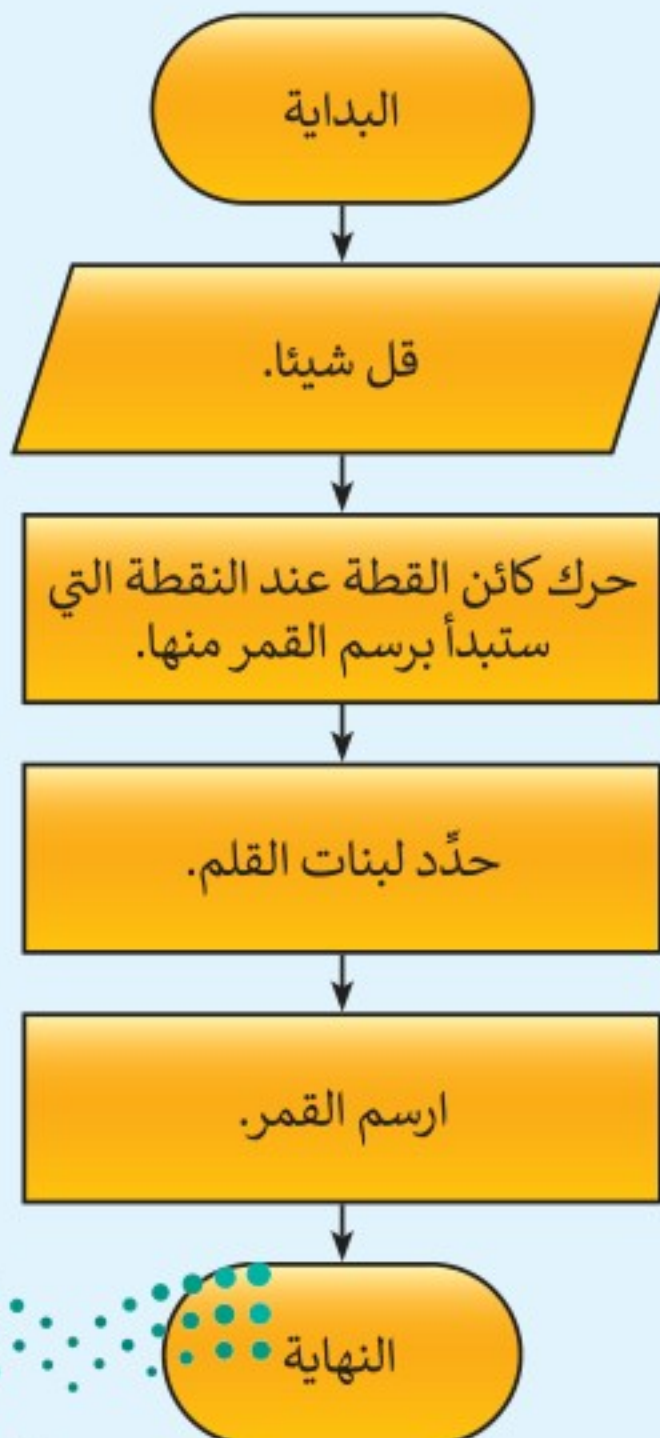 البداية
قل شيئا.
حرك كائن القطة عند النقطة التي
ستبدأ برسم القمر منها.
حدِّد لبنات القلم.
ارسم القمر.
النهاية